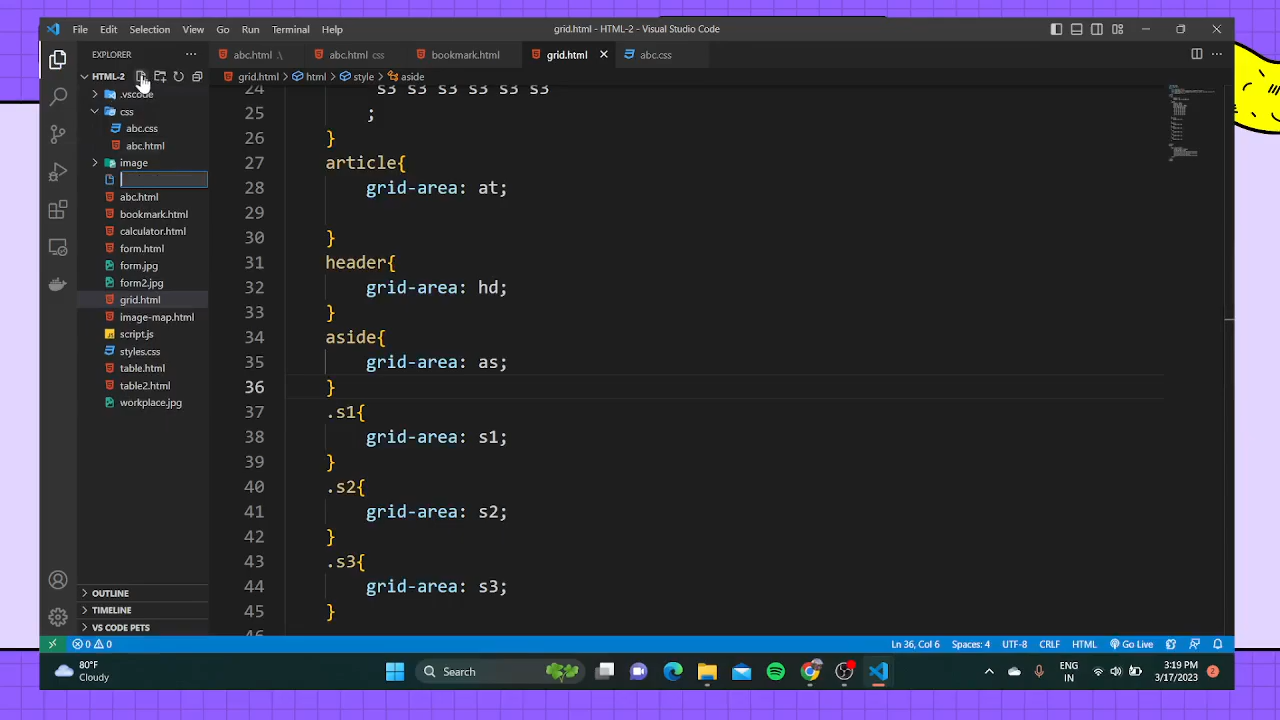 File Edit Selection View Go Run Terminal Help
grid.html - HTML-2 - Visual Studio Code
EXPLORER
HTML-2
.vscode
css
abc.css
abc.html
image
abc.html
bookmark.html
calculator.html
form.html
form.jpg
form2.jpg
grid.html
image-map.html
script.js
styles.css
table.html
table2.html
workplace.jpg
OUTLINE
TIMELINE
VS CODE PETS
abc.html .\ abc.html css bookmark.html grid.html abc.css
grid.html > html > style > aside
24 s3 s3 s3 s3 s3 s3
25 ;
26 }
27 article{
28 grid-area: at;
29
30 }
31 header{
32 grid-area: hd;
33 }
34 aside{
35 grid-area: as;
36 }
37 .s1{
38 grid-area: s1;
39 }
40 .s2{
41 grid-area: s2;
42 }
43 .s3{
44 grid-area: s3;
45 }
0 0 Ln 36, Col 6 Spaces: 4 UTF-8 CRLF HTML Go Live
80°F
Cloudy
Search
ENG
IN
3:19 PM
3/17/2023
2